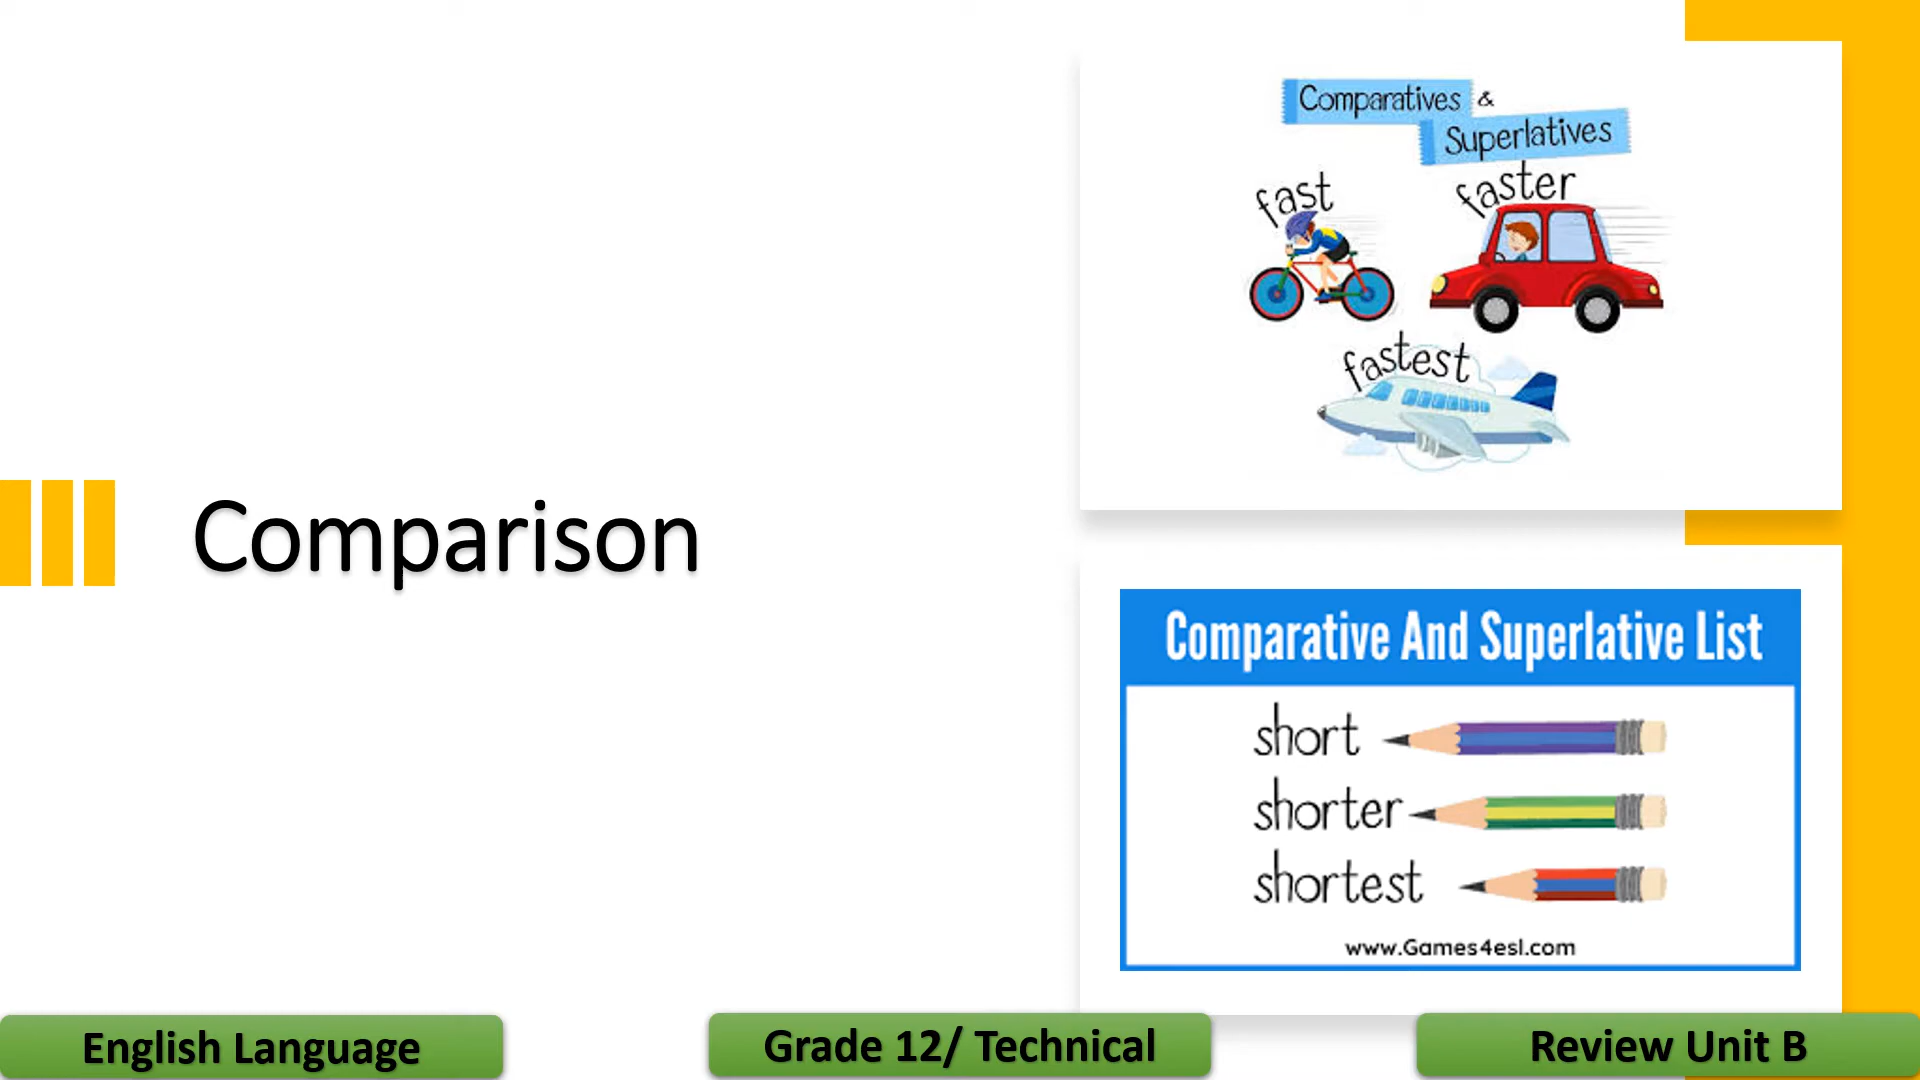 Comparison
Comparatives &
Superlatives
fast
faster
fastest
Comparative And Superlative List
short
shorter
shortest
www.Games4esl.com
English Language
Grade 12/ Technical
Review Unit B